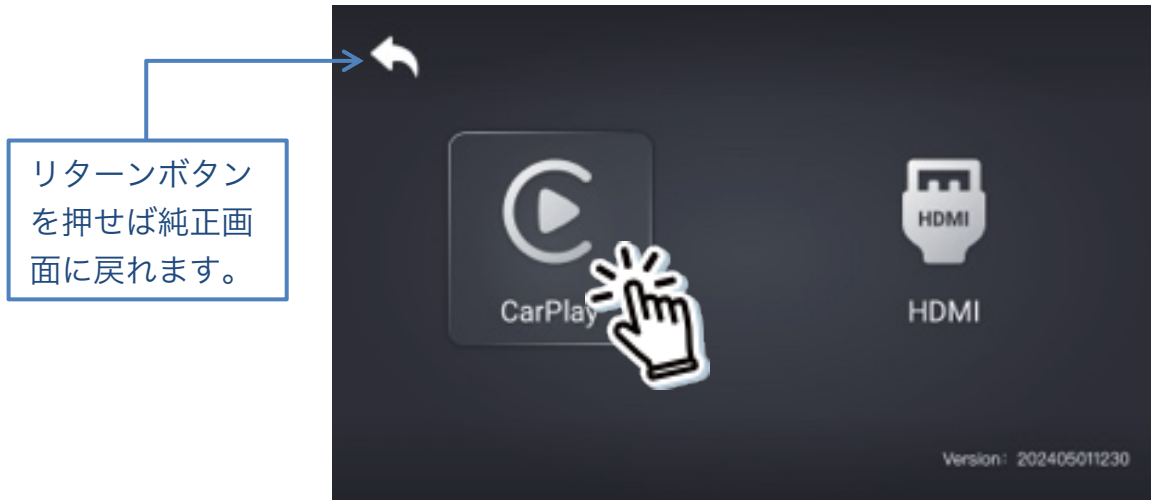 リターンボタン
を押せば純正画
面に戻れます。
CarPlay
HDMI
HDMI
Version: 202405011230